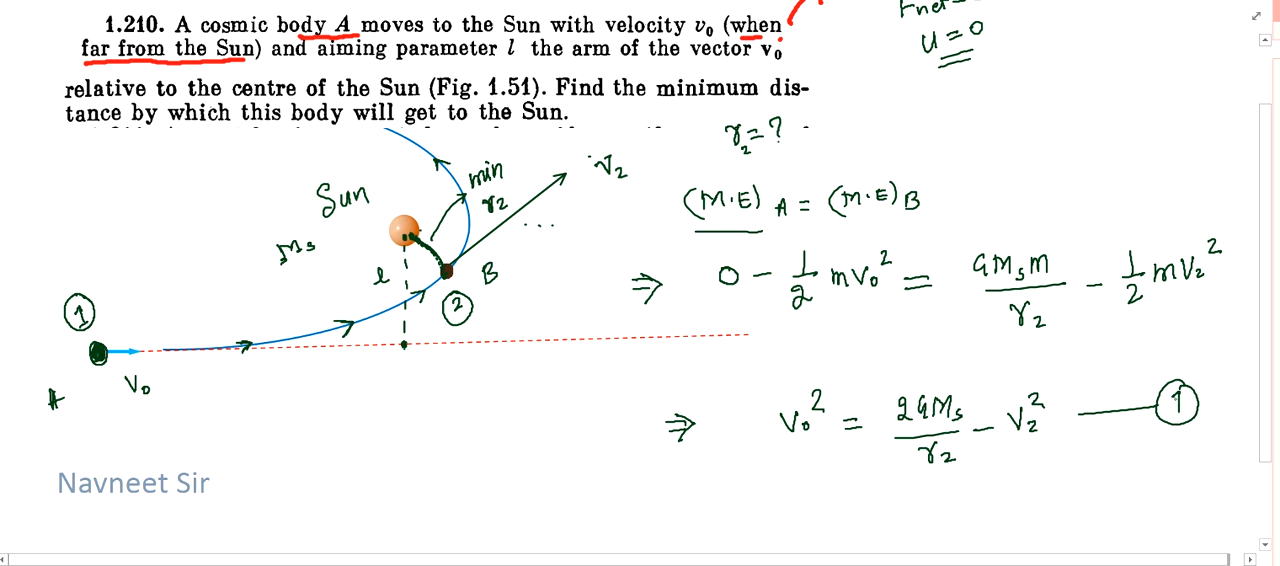 1.210. A cosmic body A moves to the Sun with velocity v₀ (when
far from the Sun) and aiming parameter l the arm of the vector v₀
relative to the centre of the Sun (Fig. 1.51). Find the minimum dis-
tance by which this body will get to the Sun.
Fnet
U = 0
r₂ = ?
Sun
Ms
min
r₂
V₂
...
l
B
②
①
A
V₀
(M.E) A = (M.E) B
⇒ 0 - 1/2 mv₀² = GMsm/r₂ - 1/2 mv₂²
⇒ V₀² = 2GMs/r₂ - V₂² — ①
Navneet Sir